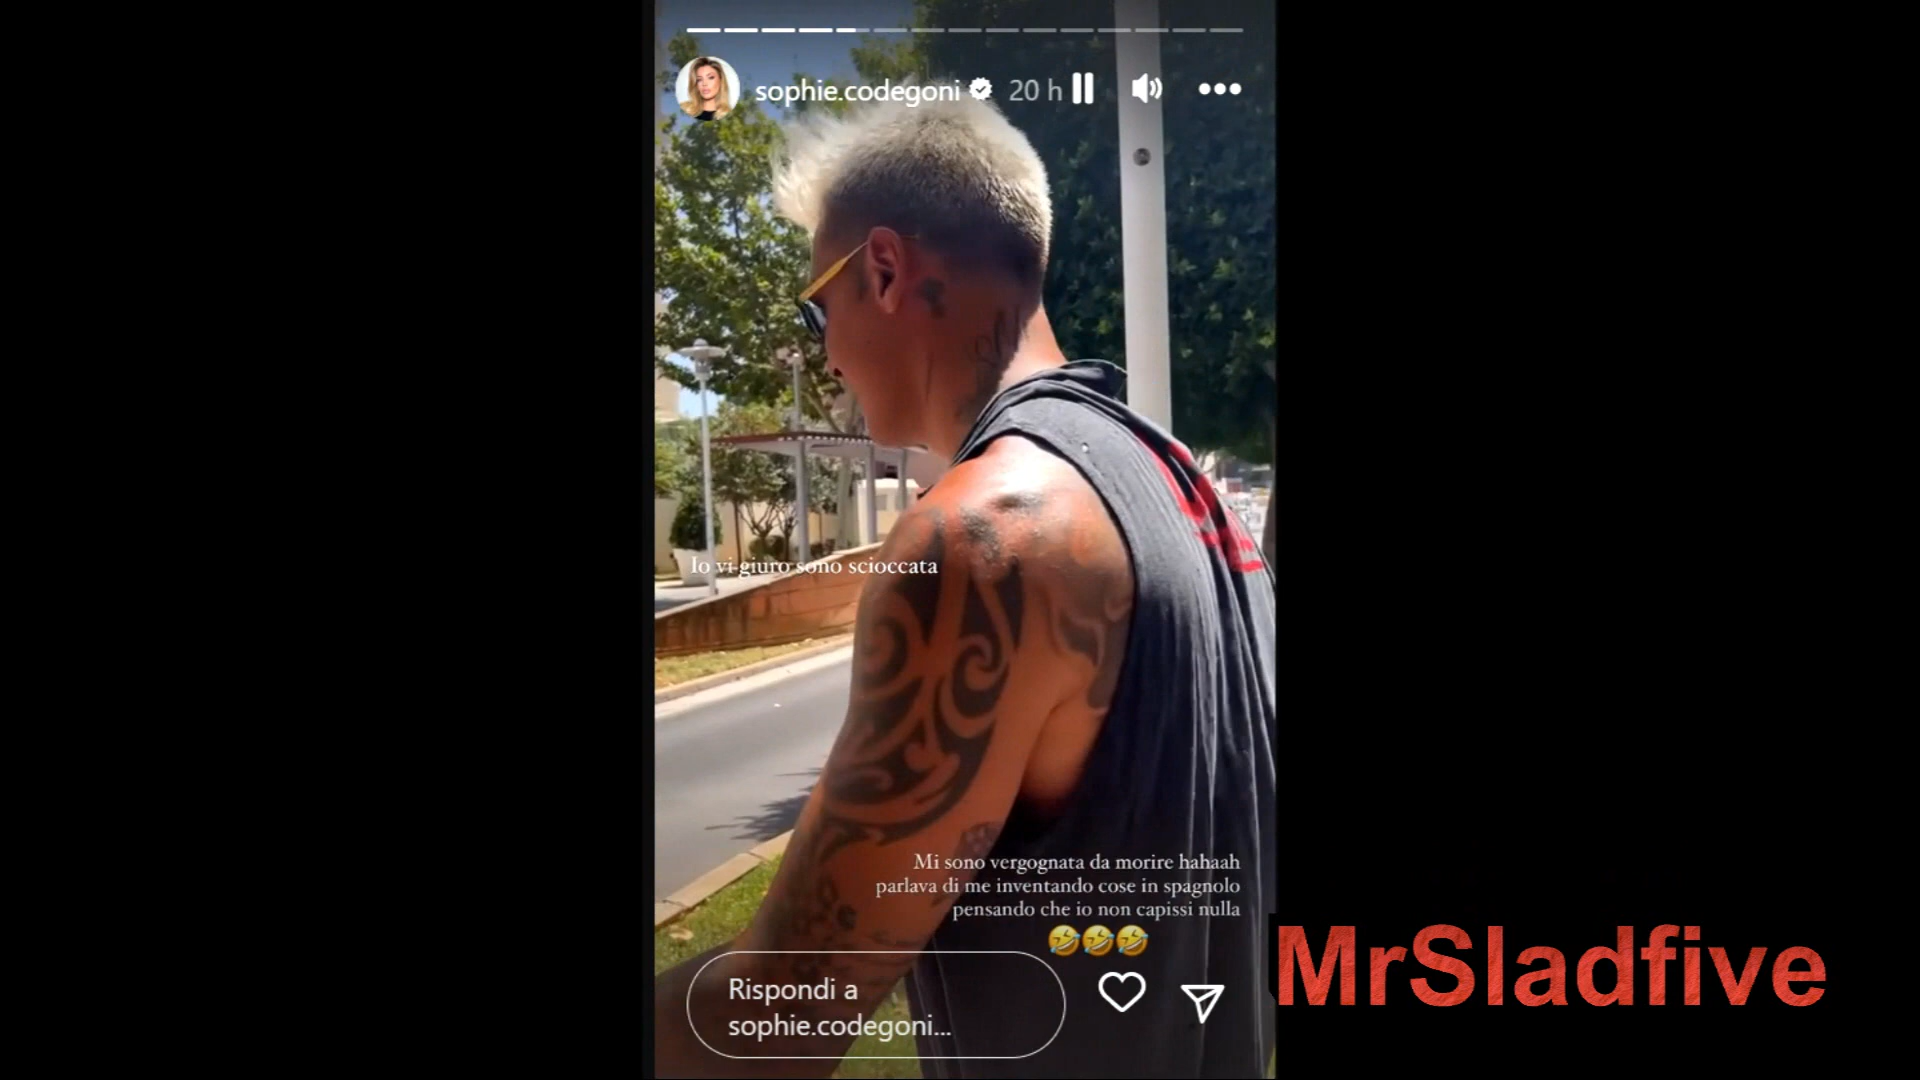 sophie.codegoni 20 h
Io vi giuro sono scioccata
Mi sono vergognata da morire hahaah
parlava di me inventando cose in spagnolo
pensando che io non capissi nulla
🤣🤣🤣
Rispondi a
sophie.codegoni...
MrSladfive